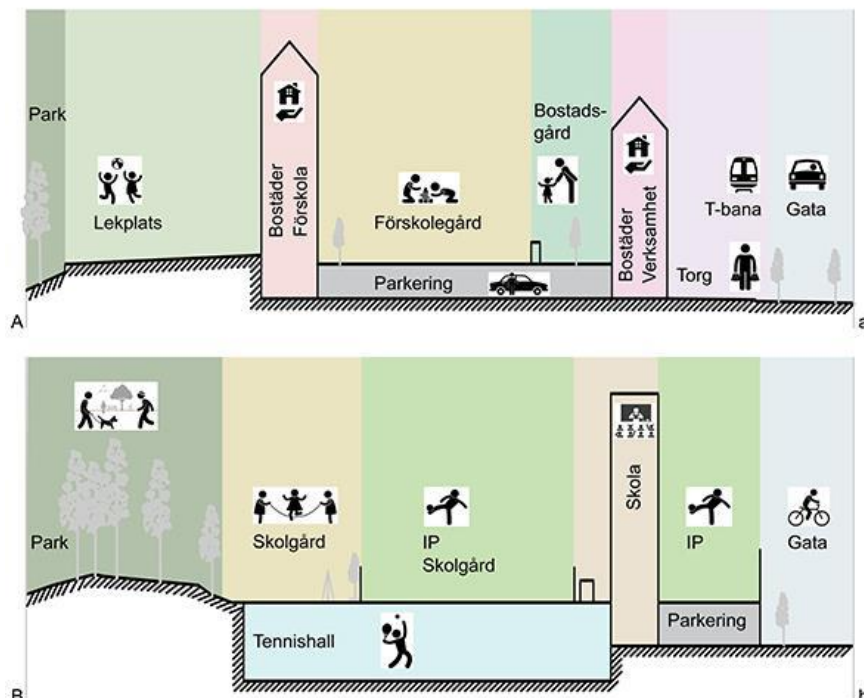 Park
Lekplats
Bostäder
Förskola
Förskolegård
Bostads-
gård
Parkering
Bostäder
Verksamhet
T-bana
Gata
Torg
A
a
Park
Skolgård
IP
Skolgård
Skola
IP
Gata
Parkering
Tennishall
B
b